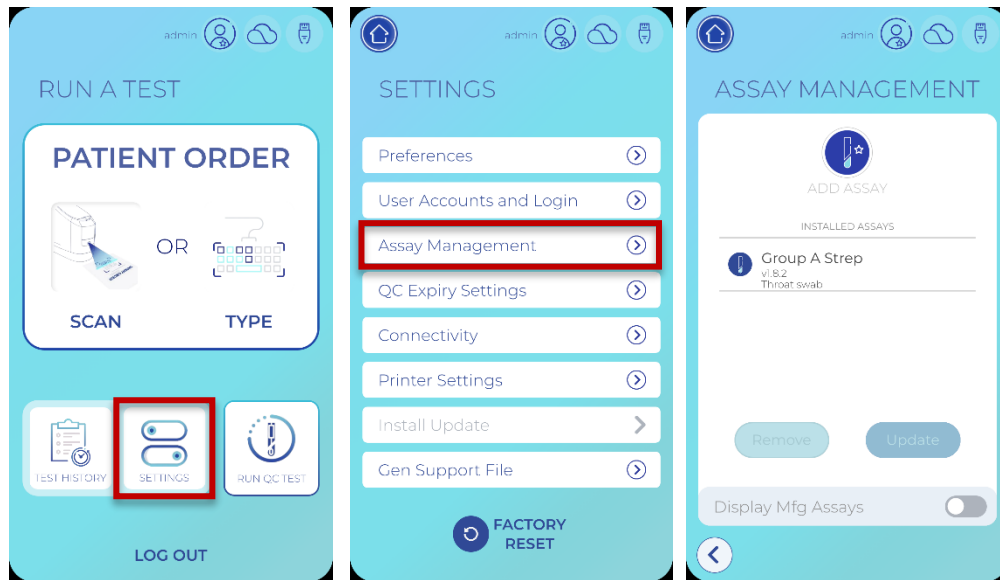 admin
RUN A TEST
PATIENT ORDER
OR
SCAN
TYPE
TEST HISTORY
SETTINGS
RUN QC TEST
LOG OUT
admin
SETTINGS
Preferences
User Accounts and Login
Assay Management
QC Expiry Settings
Connectivity
Printer Settings
Install Update
Gen Support File
FACTORY
RESET
admin
ASSAY MANAGEMENT
ADD ASSAY
INSTALLED ASSAYS
Group A Strep
v1.8.2
Throat swab
Remove
Update
Display Mfg Assays